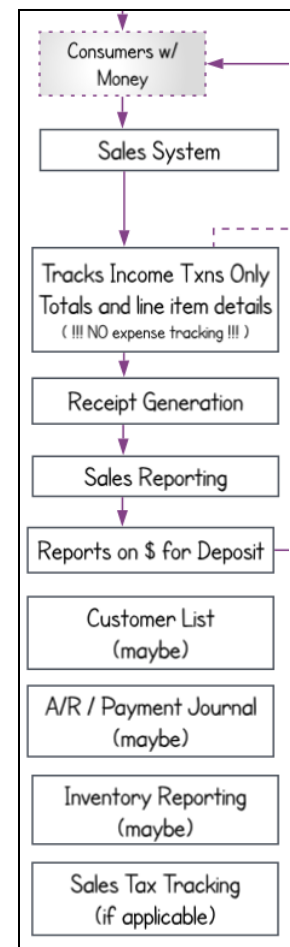 Consumers w/
Money
Sales System
Tracks Income Txns Only
Totals and line item details
( !!! NO expense tracking !!! )
Receipt Generation
Sales Reporting
Reports on $ for Deposit
Customer List
(maybe)
A/R / Payment Journal
(maybe)
Inventory Reporting
(maybe)
Sales Tax Tracking
(if applicable)